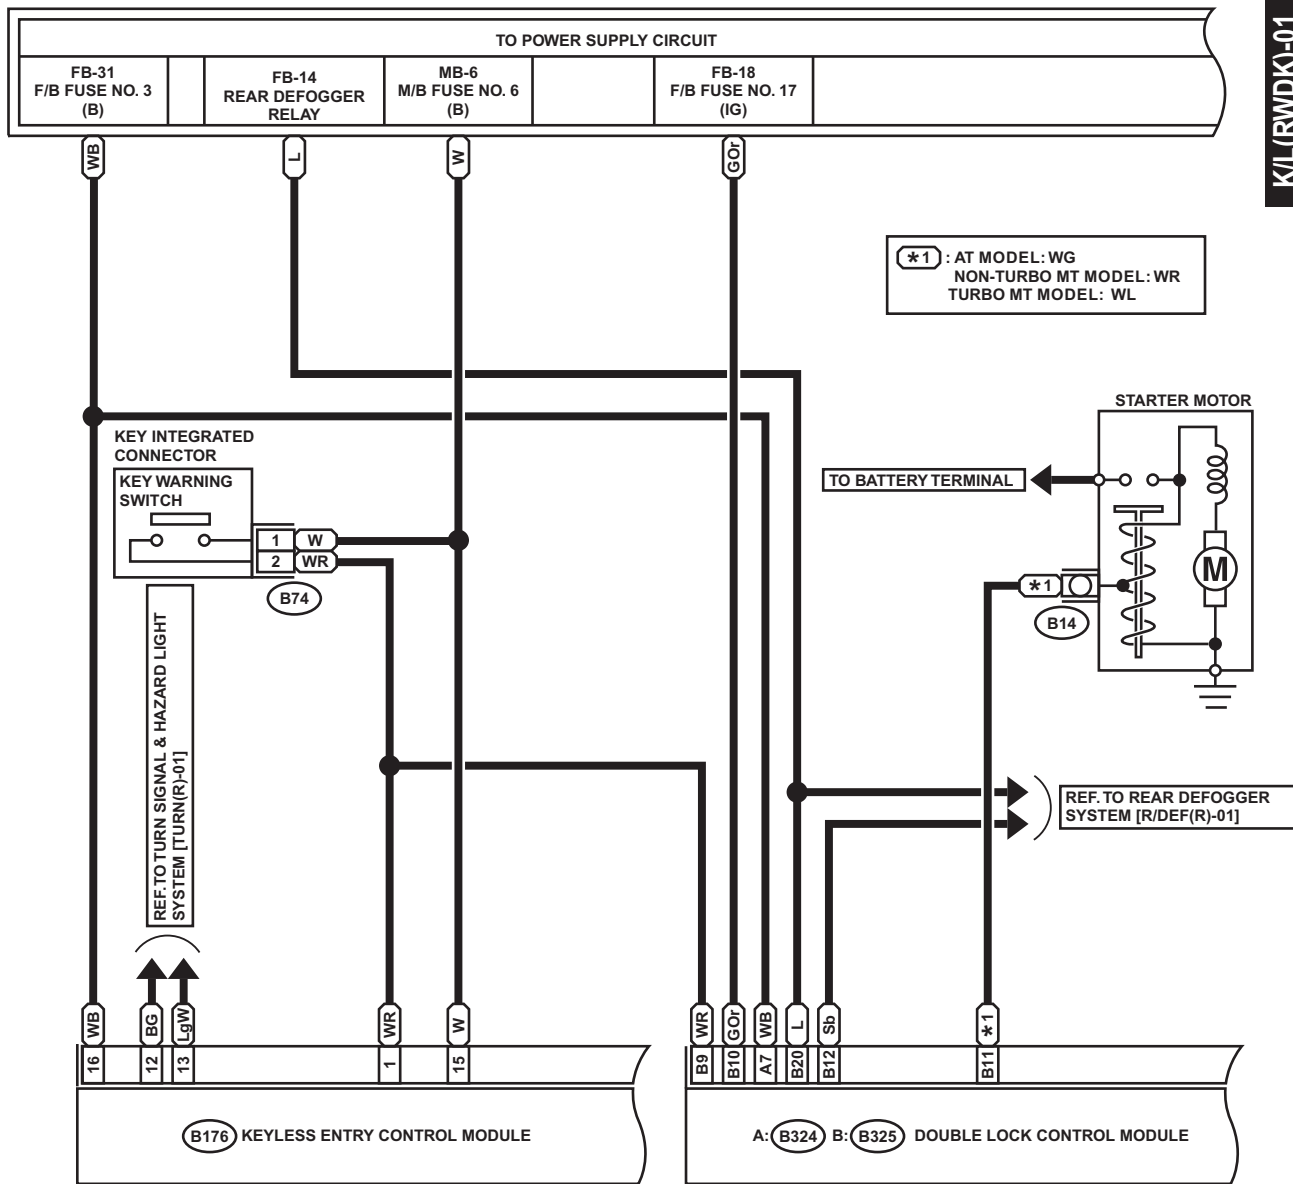 K/L(RWDK)-01
TO POWER SUPPLY CIRCUIT
FB-31
F/B FUSE NO. 3
(B)
FB-14
REAR DEFOGGER
RELAY
MB-6
M/B FUSE NO. 6
(B)
FB-18
F/B FUSE NO. 17
(IG)
WB
L
W
GOr
*1 : AT MODEL: WG
NON-TURBO MT MODEL: WR
TURBO MT MODEL: WL
STARTER MOTOR
TO BATTERY TERMINAL
M
*1
B14
KEY INTEGRATED
CONNECTOR
KEY WARNING
SWITCH
1 W
2 WR
B74
REF. TO TURN SIGNAL & HAZARD LIGHT
SYSTEM [TURN(R)-01]
REF. TO REAR DEFOGGER
SYSTEM [R/DEF(R)-01]
WB
BG
LgW
WR
W
WR
GOr
WB
L
Sb
*1
16
12
13
1
15
B9
B10
A7
B20
B12
B11
B176 KEYLESS ENTRY CONTROL MODULE
A: B324 B: B325 DOUBLE LOCK CONTROL MODULE